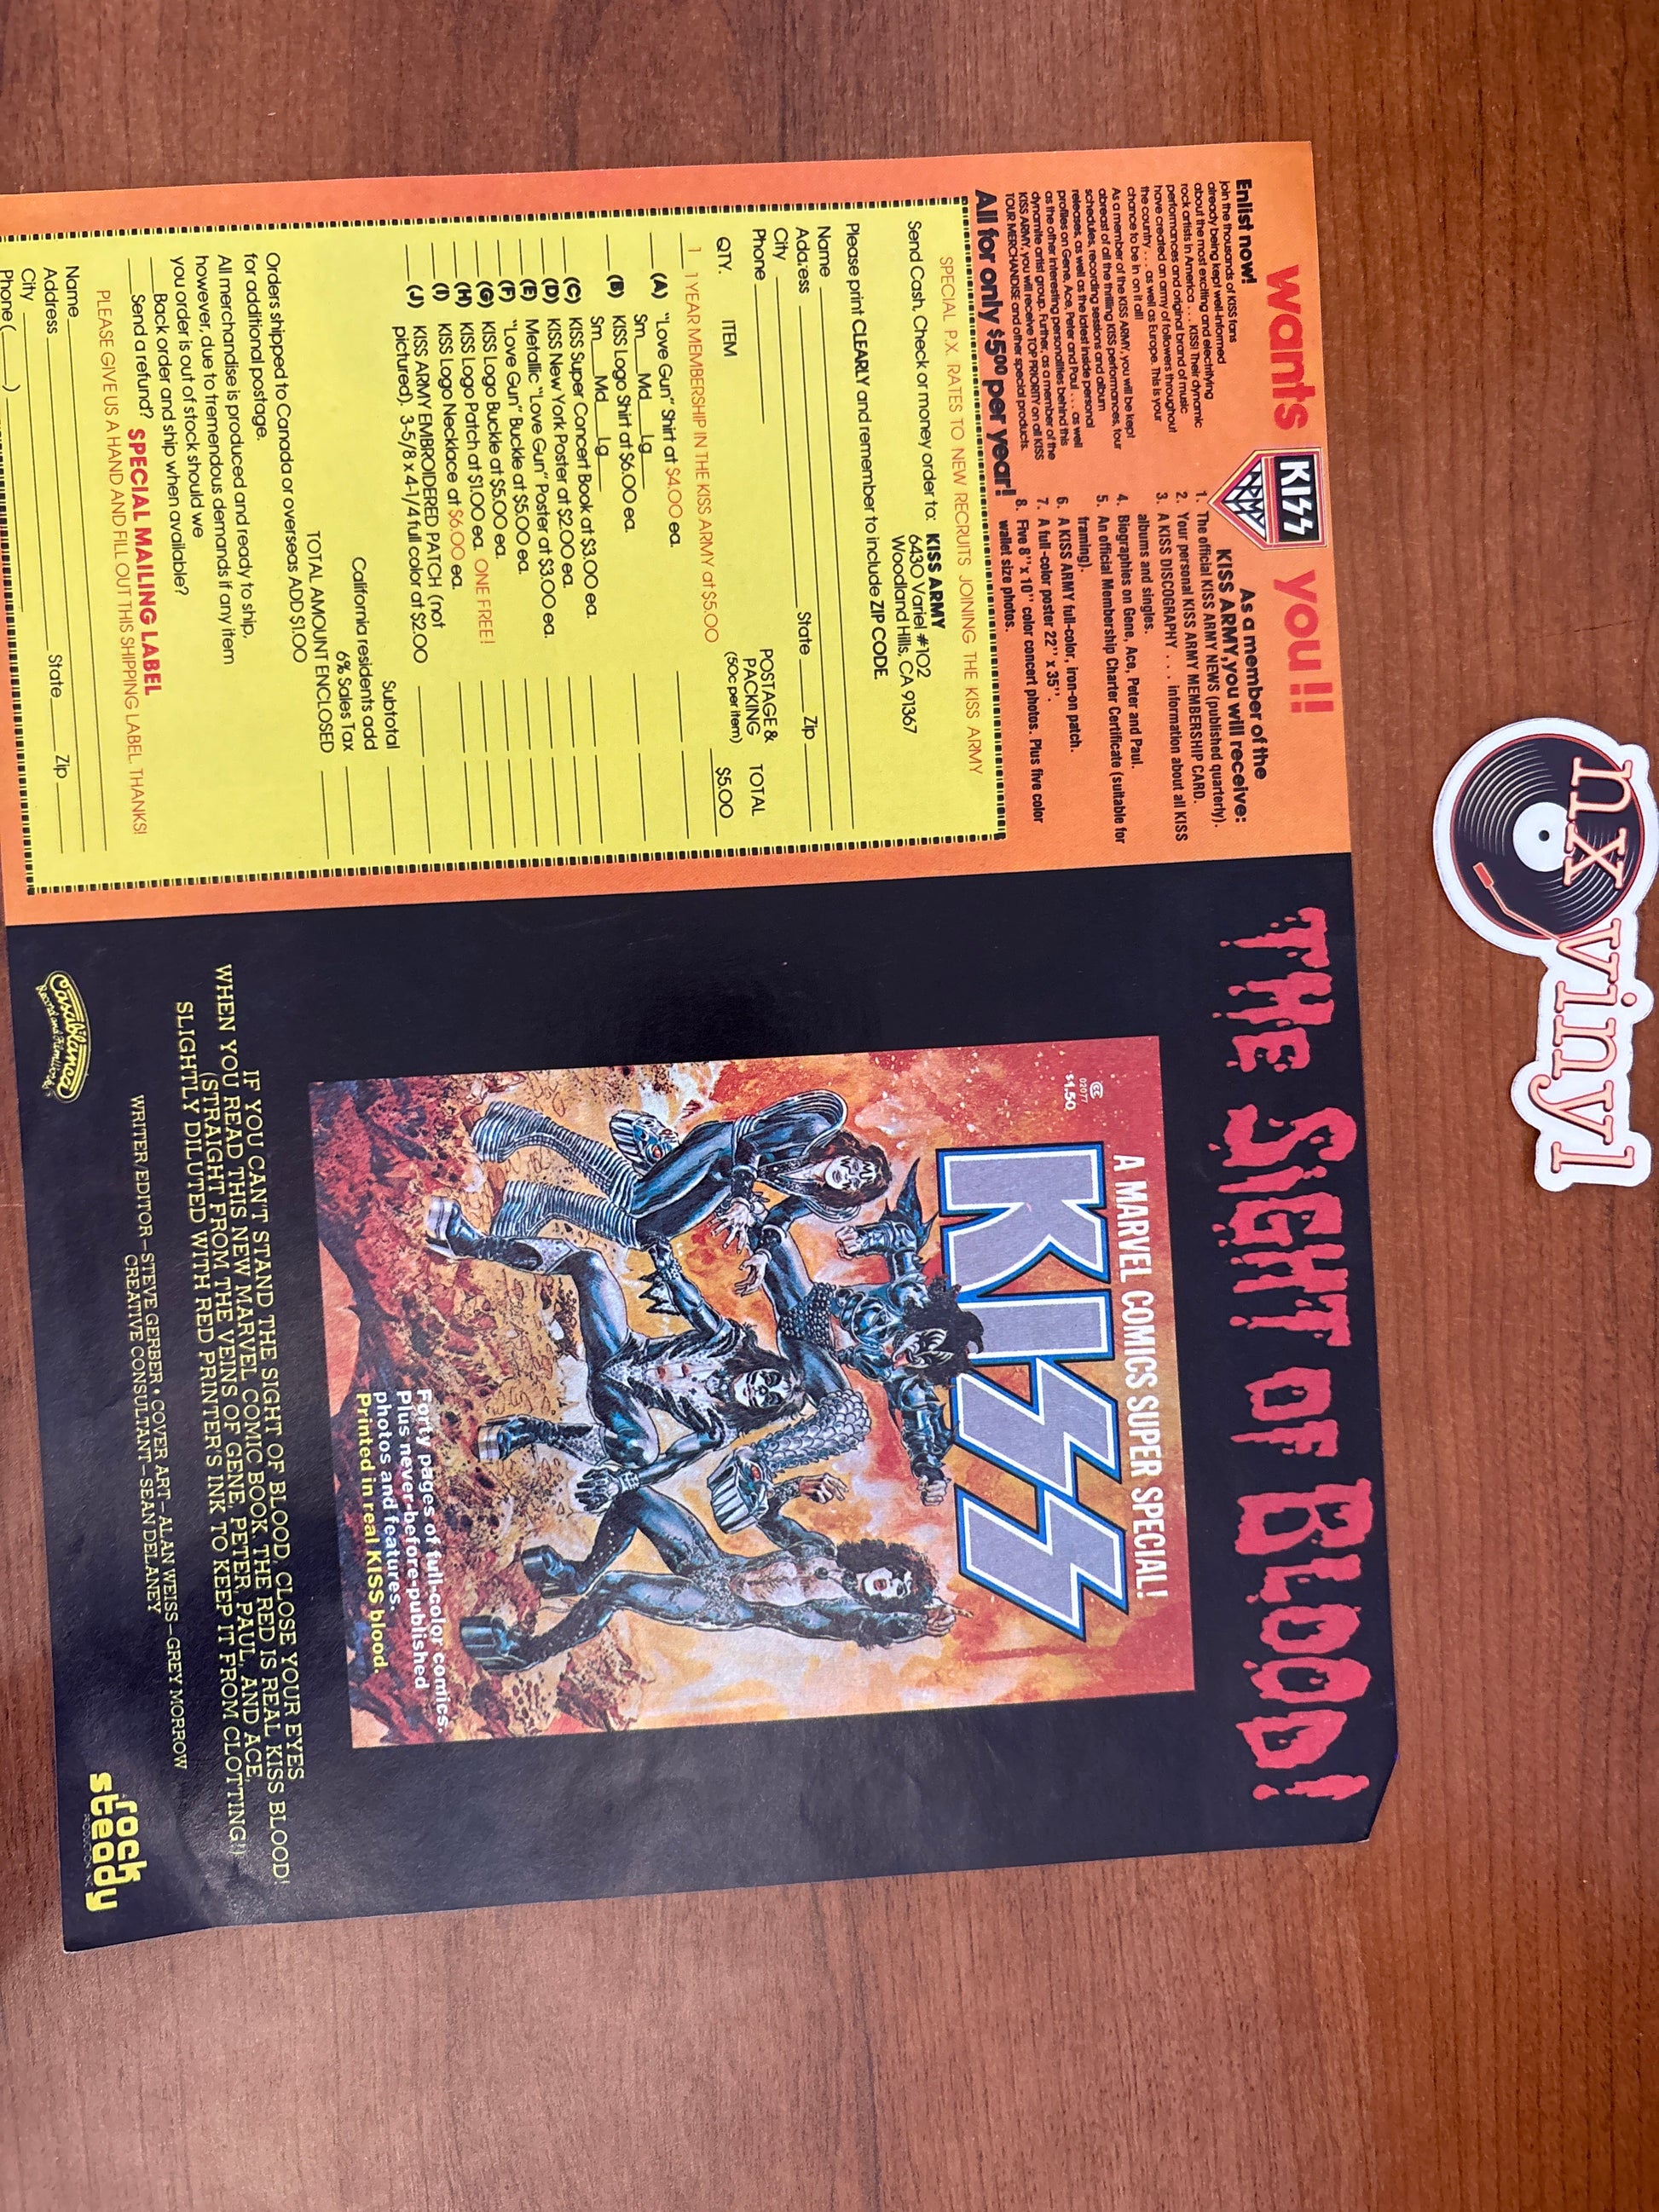 wants KISS ARMY you!!
Enlist now!
Join the thousands of KISS fans
already being kept well-informed
about the most exciting and electrifying
rock artists in America . . . KISS! Their dynamic
performances and original brand of music
have created an army of followers throughout
the country . . . as well as Europe. This is your
chance to be in on it all!
As a member of the KISS ARMY, you will be kept
abreast of all the thrilling KISS performances, tour
schedules, recording sessions and album
releases, as well as the latest inside personal
profiles on Gene, Ace, Peter and Paul . . . as well
as the other interesting personalities behind this
dynamite artist group. Further, as a member of the
KISS ARMY, you will receive TOP PRIORITY on all KISS
TOUR MERCHANDISE and other special products.
All for only $5⁰⁰ per year!
As a member of the
KISS ARMY, you will receive:
1. The official KISS ARMY NEWS (published quarterly).
2. Your personal KISS ARMY MEMBERSHIP CARD.
3. A KISS DISCOGRAPHY . . . information about all KISS
albums and singles.
4. Biographies on Gene, Ace, Peter and Paul.
5. An official Membership Charter Certificate (suitable for
framing).
6. A KISS ARMY full-color, iron-on patch.
7. A full-color poster 22'' x 35''.
8. Five 8'' x 10'' color concert photos. Plus five color
wallet size photos.
SPECIAL P.X. RATES TO NEW RECRUITS JOINING THE KISS ARMY
Send Cash, Check or money order to: KISS ARMY
6430 Variel #102
Woodland Hills, CA 91367
Please print CLEARLY and remember to include ZIP CODE.
Name
Address State Zip
City
Phone
QTY. ITEM POSTAGE & PACKING (50c per item) TOTAL
1 1 YEAR MEMBERSHIP IN THE KISS ARMY at $5.00 $5.00
(A) "Love Gun" Shirt at $4.00 ea.
Sm Md Lg
(B) KISS Logo Shirt at $6.00 ea.
Sm Md Lg
(C) KISS Super Concert Book at $3.00 ea.
(D) KISS New York Poster at $2.00 ea.
(E) Metallic "Love Gun" Poster at $3.00 ea.
(F) "Love Gun" Buckle at $5.00 ea.
(G) KISS Logo Buckle at $5.00 ea.
(H) KISS Logo Patch at $1.00 ea. ONE FREE!
(I) KISS Logo Necklace at $6.00 ea.
(J) KISS ARMY EMBROIDERED PATCH (not
pictured), 3-5/8 x 4-1/4 full color at $2.00
Subtotal
California residents add
6% Sales Tax
TOTAL AMOUNT ENCLOSED
Orders shipped to Canada or overseas ADD $1.00
for additional postage.
All merchandise is produced and ready to ship,
however, due to tremendous demands if any item
you order is out of stock should we
Back order and ship when available?
Send a refund?
SPECIAL MAILING LABEL
PLEASE GIVE US A HAND AND FILL OUT THIS SHIPPING LABEL. THANKS!
Name
Address
City State Zip
Phone ( )
THE SIGHT OF BLOOD!
CC
02077
$1.50
A MARVEL COMICS SUPER SPECIAL!
KISS
Forty pages of full-color comics.
Plus never-before-published
photos and features.
Printed in real KISS blood.
IF YOU CAN'T STAND THE SIGHT OF BLOOD, CLOSE YOUR EYES
WHEN YOU READ THIS NEW MARVEL COMIC BOOK. THE RED IS REAL KISS BLOOD!
(STRAIGHT FROM THE VEINS OF GENE, PETER, PAUL, AND ACE,
SLIGHTLY DILUTED WITH RED PRINTER'S INK TO KEEP IT FROM CLOTTING!)
WRITER/EDITOR—STEVE GERBER • COVER ART—ALAN WEISS—GREY MORROW
CREATIVE CONSULTANT—SEAN DELANEY
Casablanca
Record and FilmWorks
rock
steady
nx
vinyl